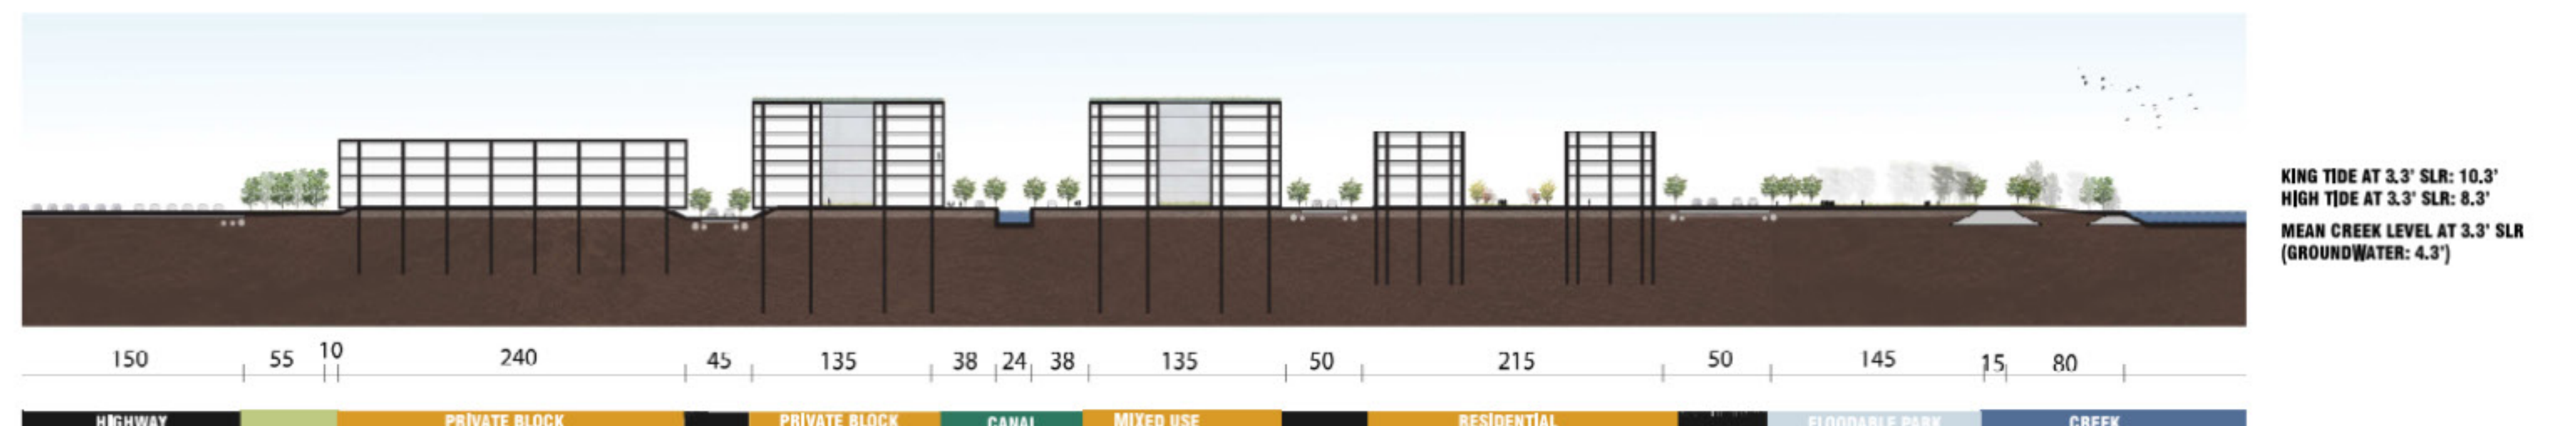 KING TIDE AT 3.3' SLR: 10.3'
HIGH TIDE AT 3.3' SLR: 8.3'
MEAN CREEK LEVEL AT 3.3' SLR
(GROUNDWATER: 4.3')
150 55 10 240 45 135 38 24 38 135 50 215 50 145 15 80
HIGHWAY PRIVATE BLOCK PRIVATE BLOCK CANAL MIXED USE RESIDENTIAL FLOODABLE PARK CREEK